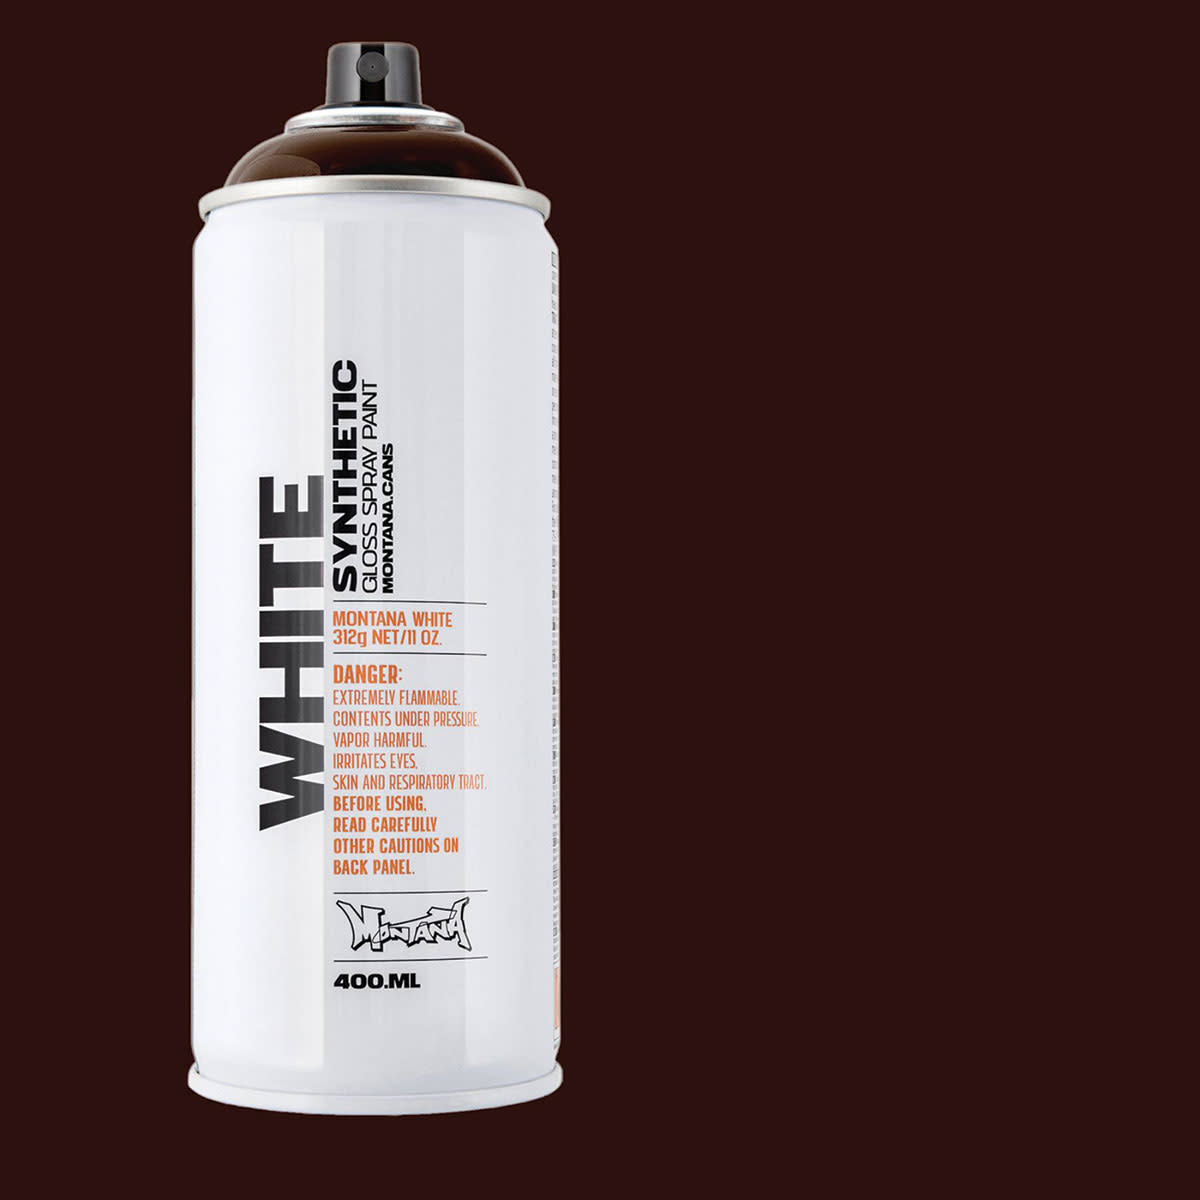 WHITE
SYNTHETIC
GLOSS SPRAY PAINT
MONTANA.CANS
MONTANA WHITE
312g NET/11 OZ.
DANGER:
EXTREMELY FLAMMABLE.
CONTENTS UNDER PRESSURE.
VAPOR HARMFUL.
IRRITATES EYES,
SKIN AND RESPIRATORY TRACT.
BEFORE USING,
READ CAREFULLY
OTHER CAUTIONS ON
BACK PANEL.
MONTANA
400.ML